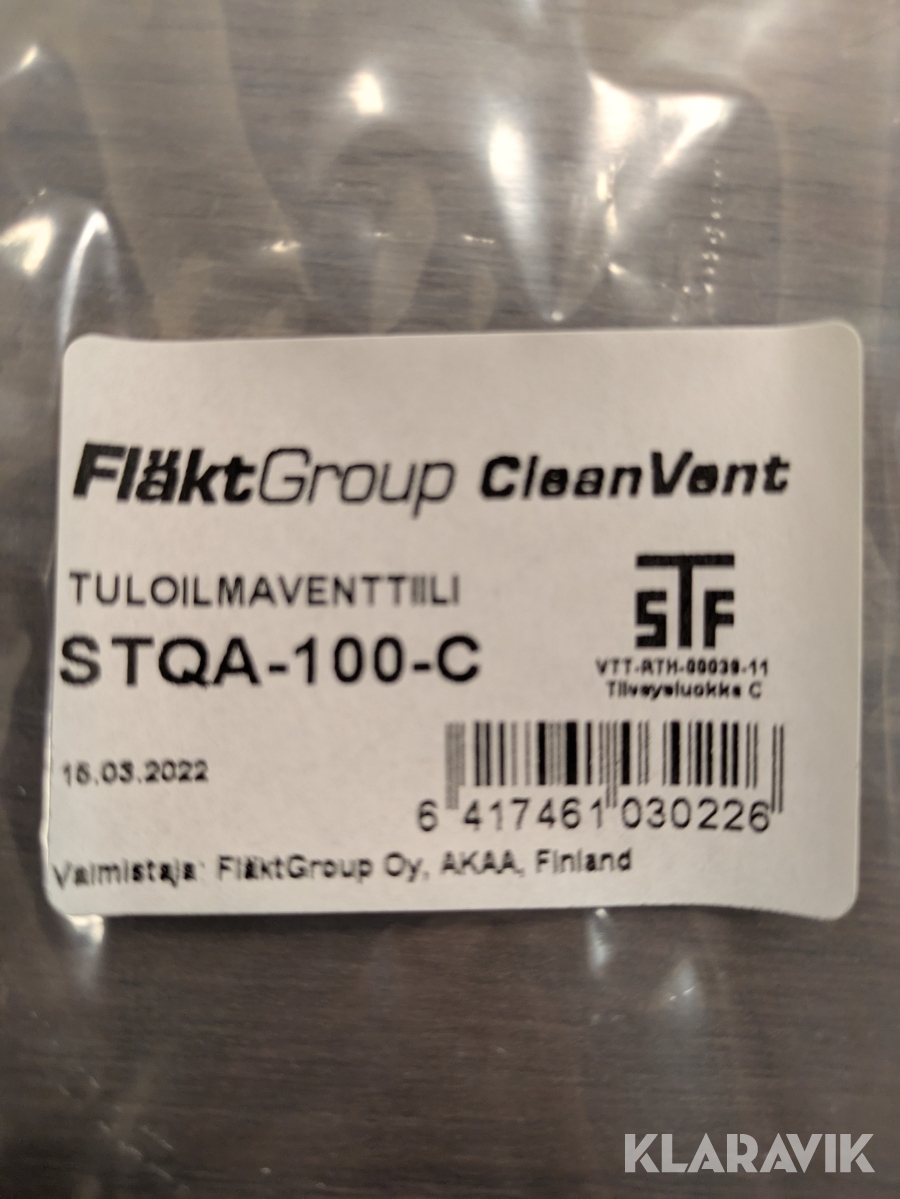 FläktGroup CleanVent
TULOILMAVENTTIILI
STQA-100-C
STF
VTT-RTH-00039-11
Tiiveysluokka C
16.03.2022
6 417461 030226
Valmistaja: FläktGroup Oy, AKAA, Finland
KLARAVIK